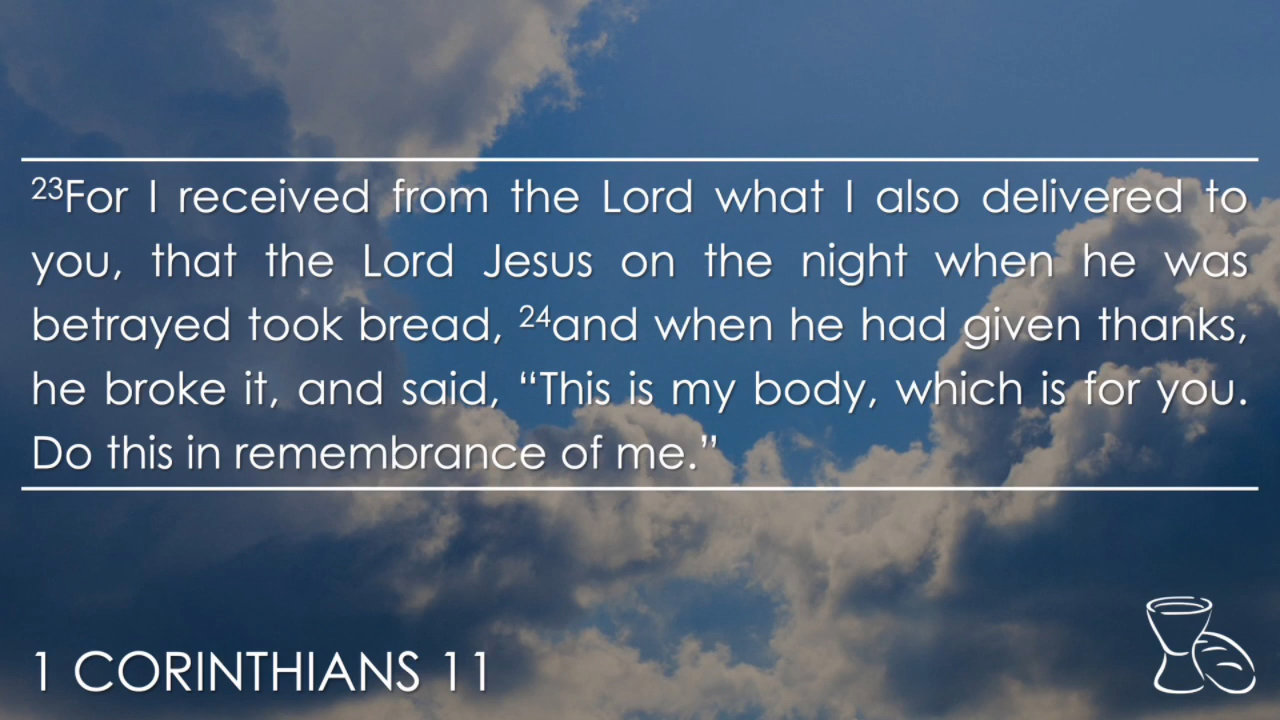 ²³For I received from the Lord what I also delivered to
you, that the Lord Jesus on the night when he was
betrayed took bread, ²⁴and when he had given thanks,
he broke it, and said, “This is my body, which is for you.
Do this in remembrance of me.”
1 CORINTHIANS 11